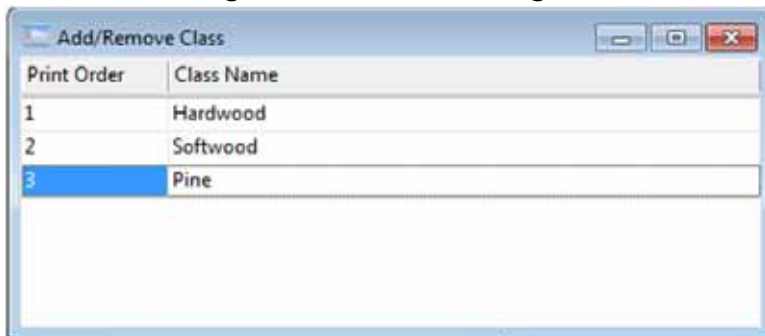 Add/Remove Class
Print Order Class Name
1 Hardwood
2 Softwood
3 Pine